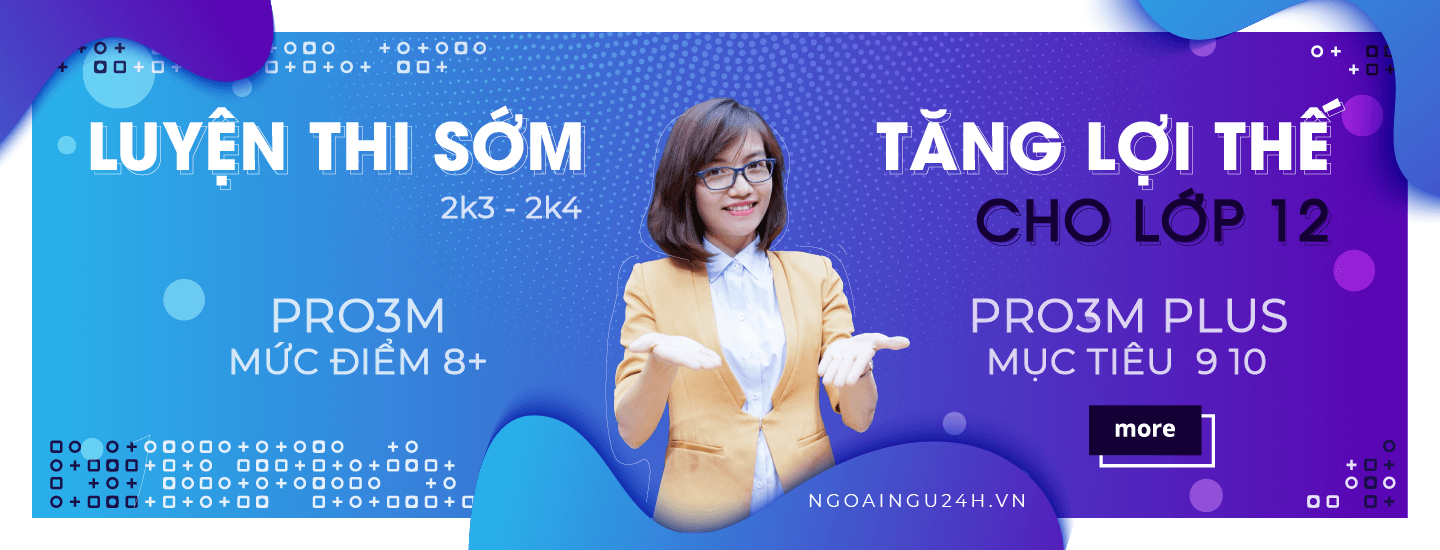 LUYỆN THI SỚM
2k3 - 2k4
PRO3M
MỨC ĐIỂM 8+
TĂNG LỢI THẾ
CHO LỚP 12
PRO3M PLUS
MỤC TIÊU 9 10
more
NGOAINGU24H.VN